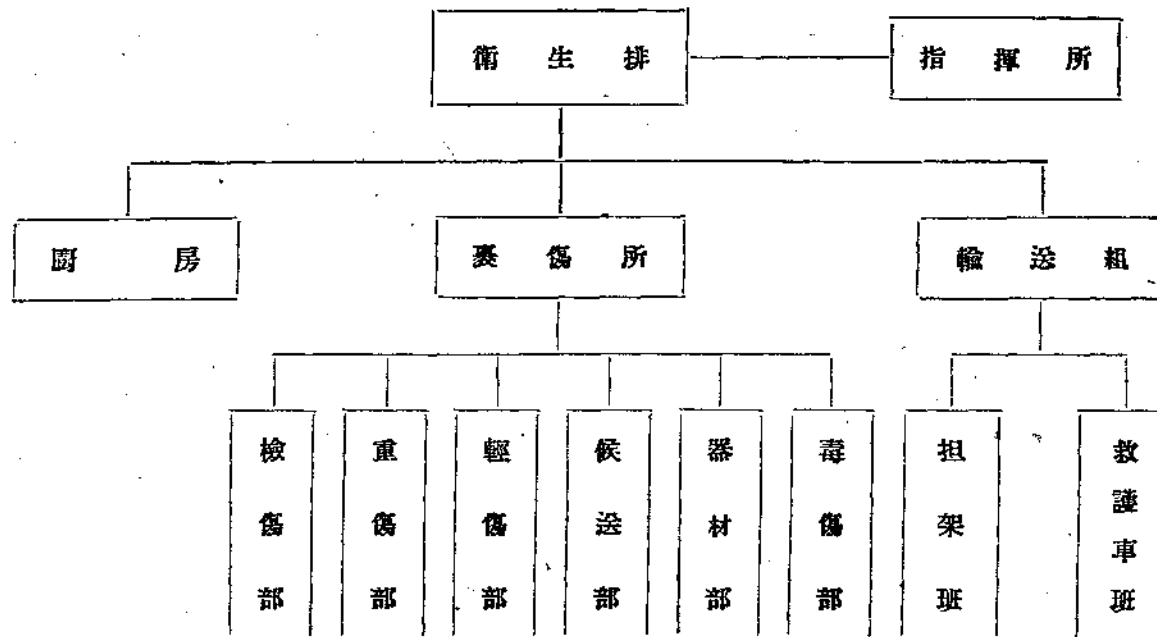 衛生排
指揮所
廚房
裹傷所
輸送組
檢傷部
重傷部
輕傷部
候送部
器材部
毒傷部
担架班
救護車班